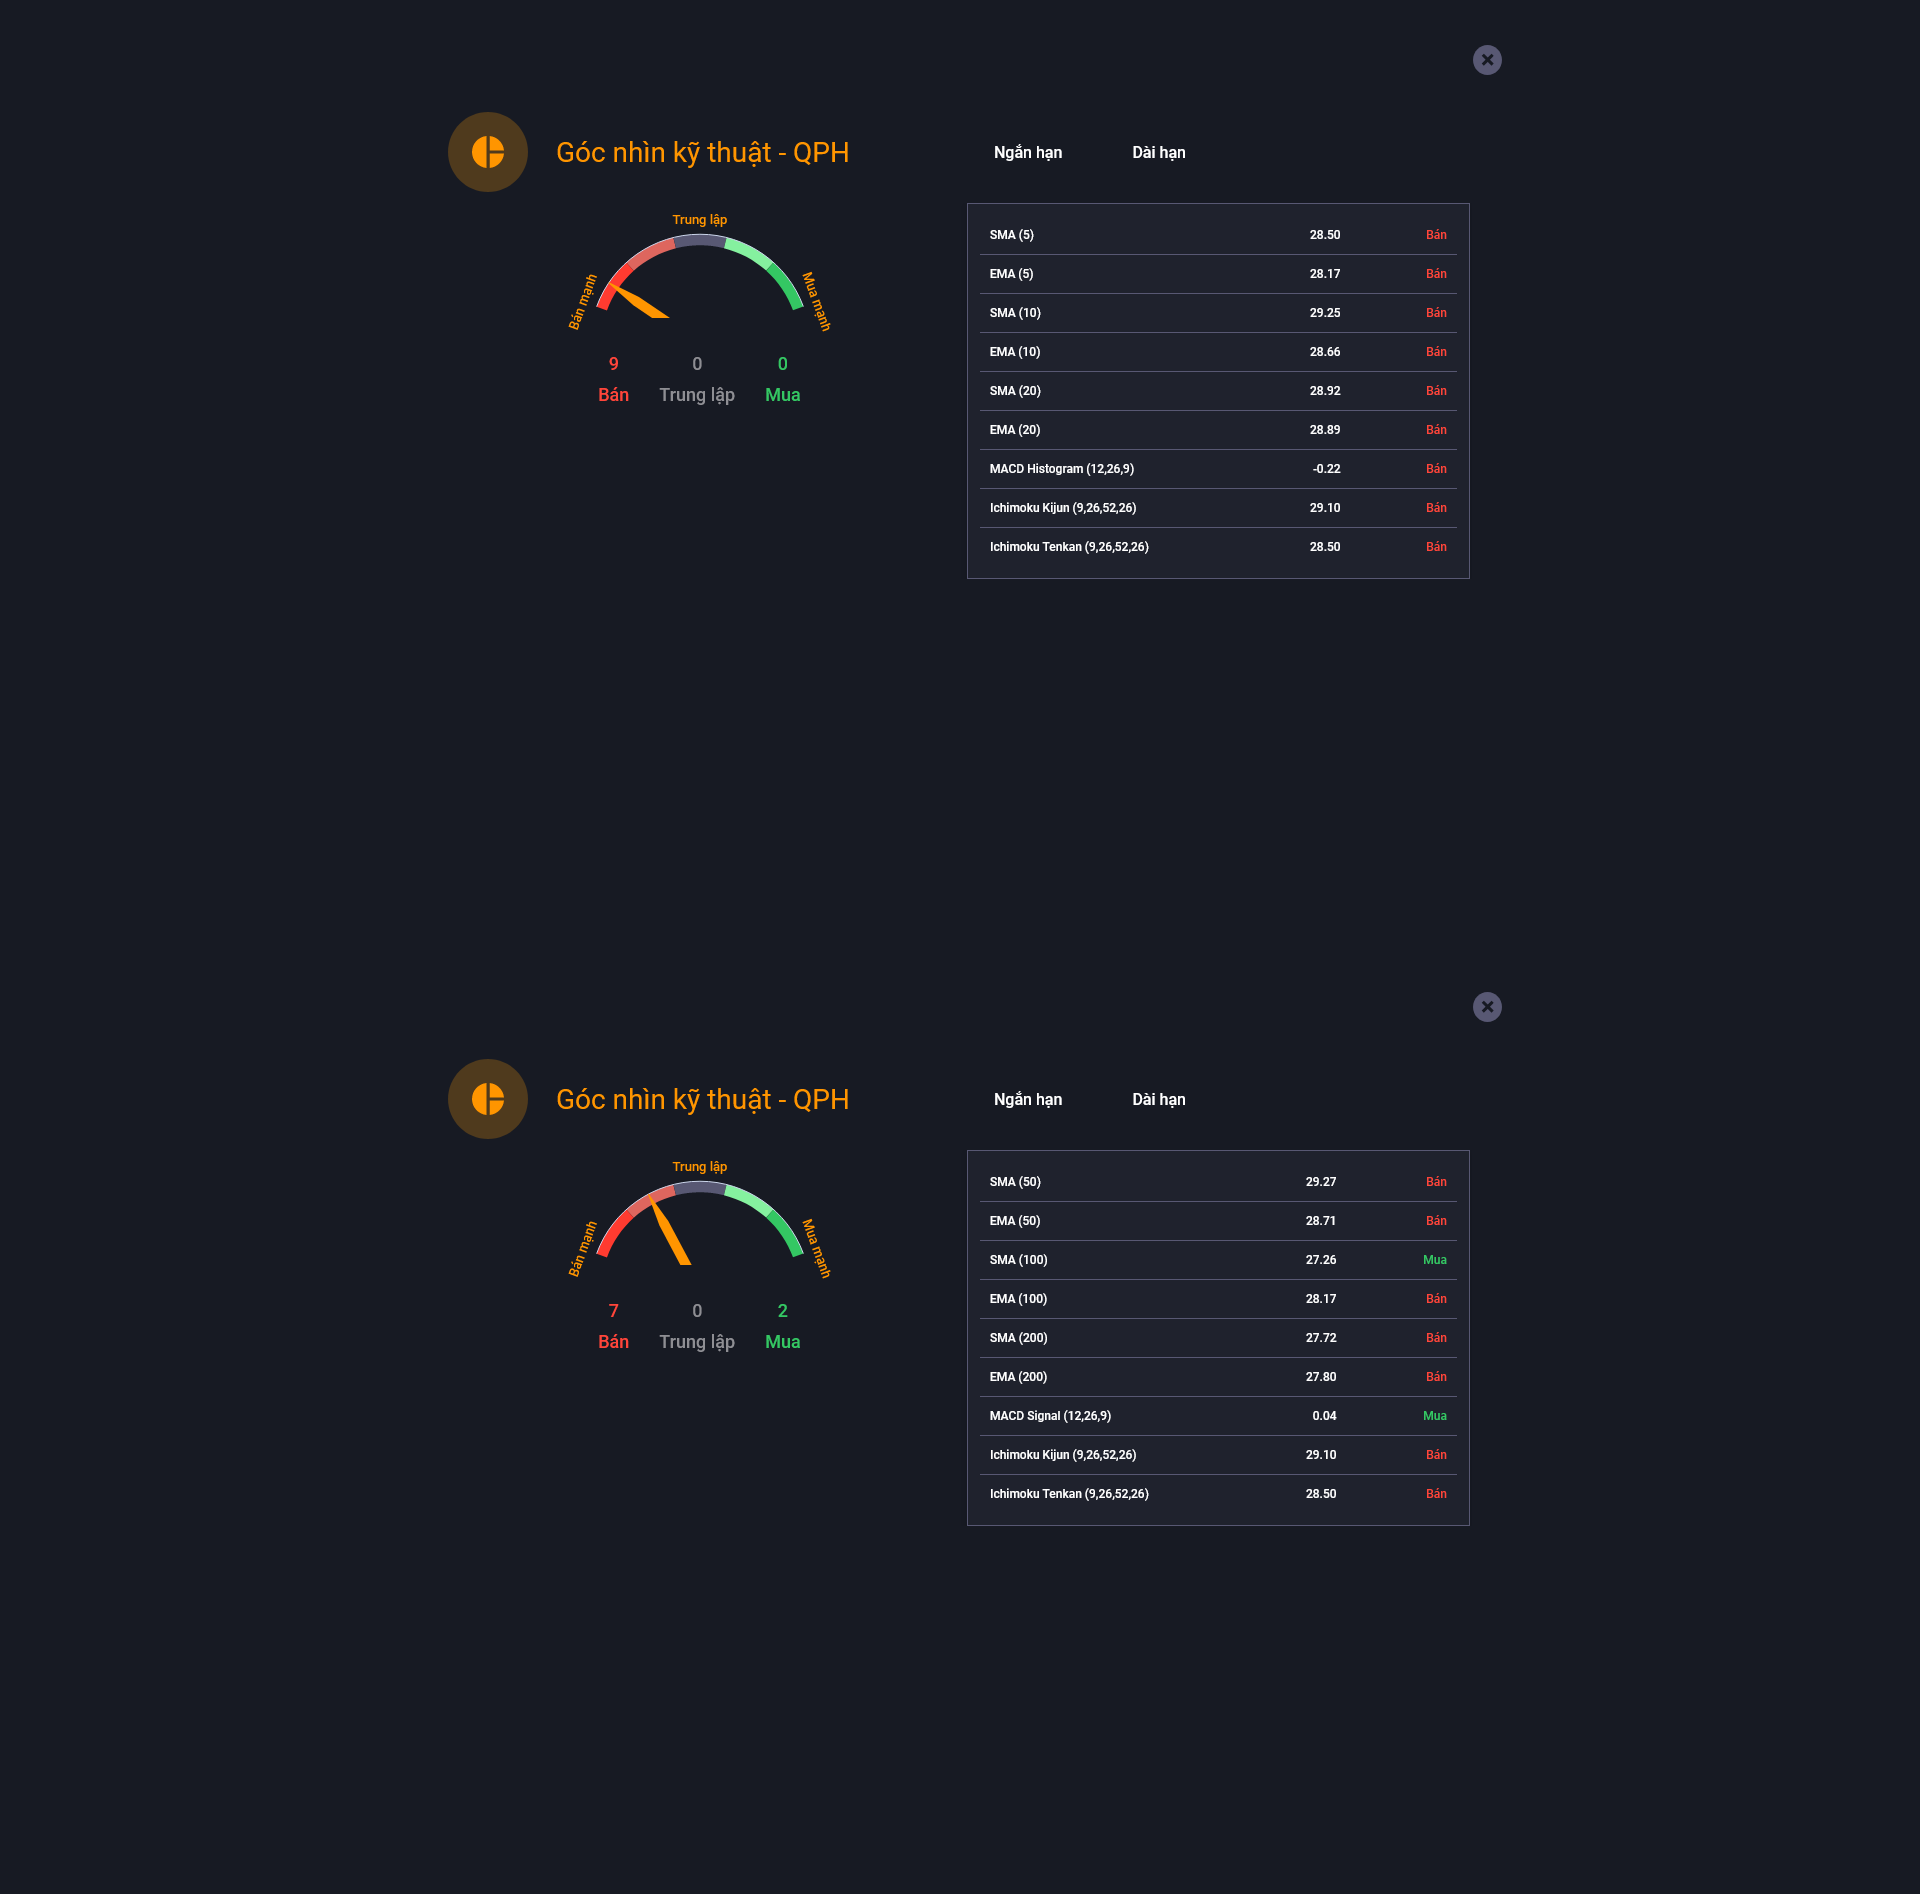 Góc nhìn kỹ thuật - QPH
Ngắn hạn Dài hạn
Trung lập
Bán mạnh
Mua mạnh
9 0 0
Bán Trung lập Mua
SMA (5) 28.50 Bán
EMA (5) 28.17 Bán
SMA (10) 29.25 Bán
EMA (10) 28.66 Bán
SMA (20) 28.92 Bán
EMA (20) 28.89 Bán
MACD Histogram (12,26,9) -0.22 Bán
Ichimoku Kijun (9,26,52,26) 29.10 Bán
Ichimoku Tenkan (9,26,52,26) 28.50 Bán
Góc nhìn kỹ thuật - QPH
Ngắn hạn Dài hạn
Trung lập
Bán mạnh
Mua mạnh
7 0 2
Bán Trung lập Mua
SMA (50) 29.27 Bán
EMA (50) 28.71 Bán
SMA (100) 27.26 Mua
EMA (100) 28.17 Bán
SMA (200) 27.72 Bán
EMA (200) 27.80 Bán
MACD Signal (12,26,9) 0.04 Mua
Ichimoku Kijun (9,26,52,26) 29.10 Bán
Ichimoku Tenkan (9,26,52,26) 28.50 Bán